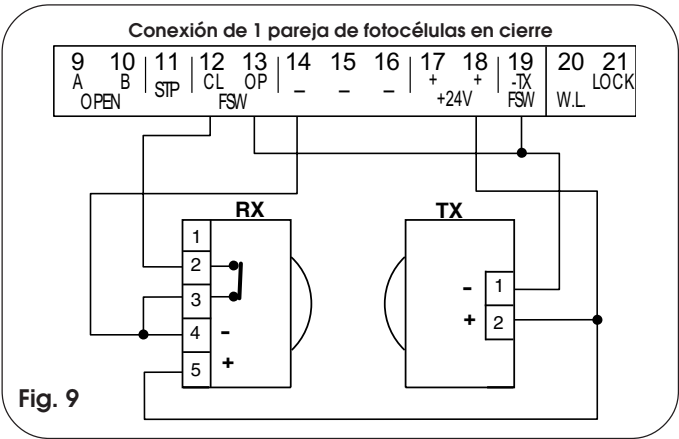 Conexión de 1 pareja de fotocélulas en cierre
9 10 11 12 13 14 15 16 17 18 19 20 21
A B STP CL OP – – – + + -TX W.L. LOCK
OPEN FSW +24V FSW
RX TX
1
2
3
4 -
5 +
- 1
+ 2
Fig. 9